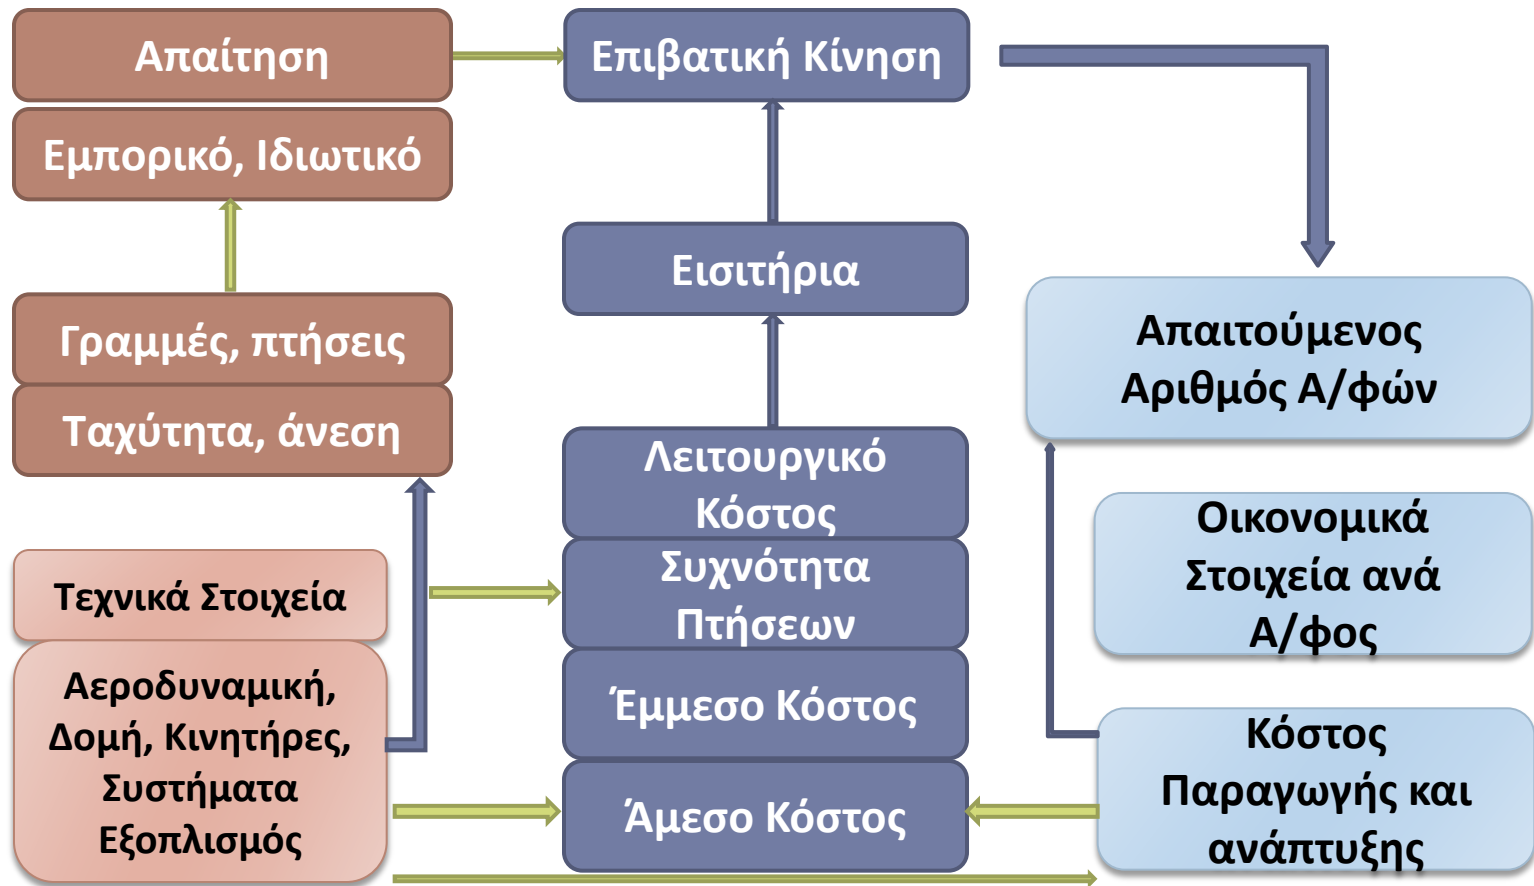 Απαίτηση
Εμπορικό, Ιδιωτικό
Γραμμές, πτήσεις
Ταχύτητα, άνεση
Τεχνικά Στοιχεία
Αεροδυναμική,
Δομή, Κινητήρες,
Συστήματα
Εξοπλισμός
Επιβατική Κίνηση
Εισιτήρια
Λειτουργικό
Κόστος
Συχνότητα
Πτήσεων
Έμμεσο Κόστος
Άμεσο Κόστος
Απαιτούμενος
Αριθμός Α/φών
Οικονομικά
Στοιχεία ανά
Α/φος
Κόστος
Παραγωγής και
ανάπτυξης